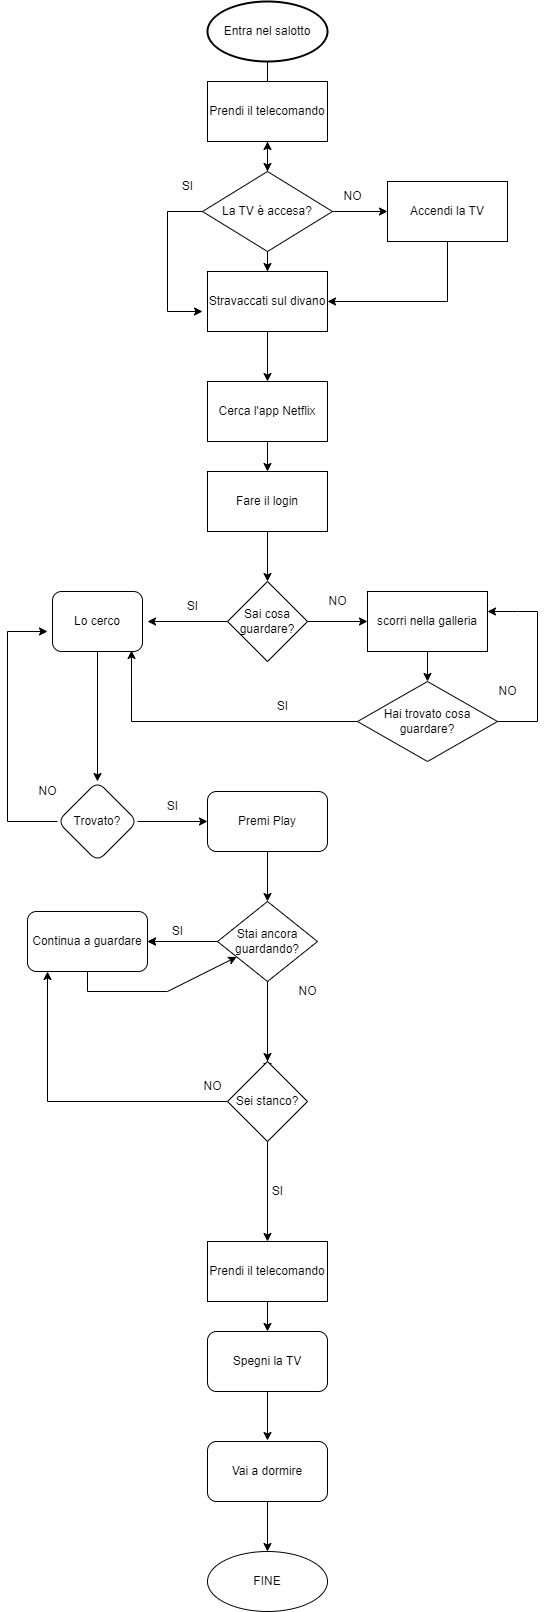 Entra nel salotto
Prendi il telecomando
SI
NO
La TV è accesa?
Accendi la TV
Stravaccati sul divano
Cerca l'app Netflix
Fare il login
Lo cerco
SI
Sai cosa
guardare?
NO
scorri nella galleria
SI
Hai trovato cosa
guardare?
NO
NO
Trovato?
SI
Premi Play
Continua a guardare
SI
Stai ancora
guardando?
NO
NO
Sei stanco?
SI
Prendi il telecomando
Spegni la TV
Vai a dormire
FINE